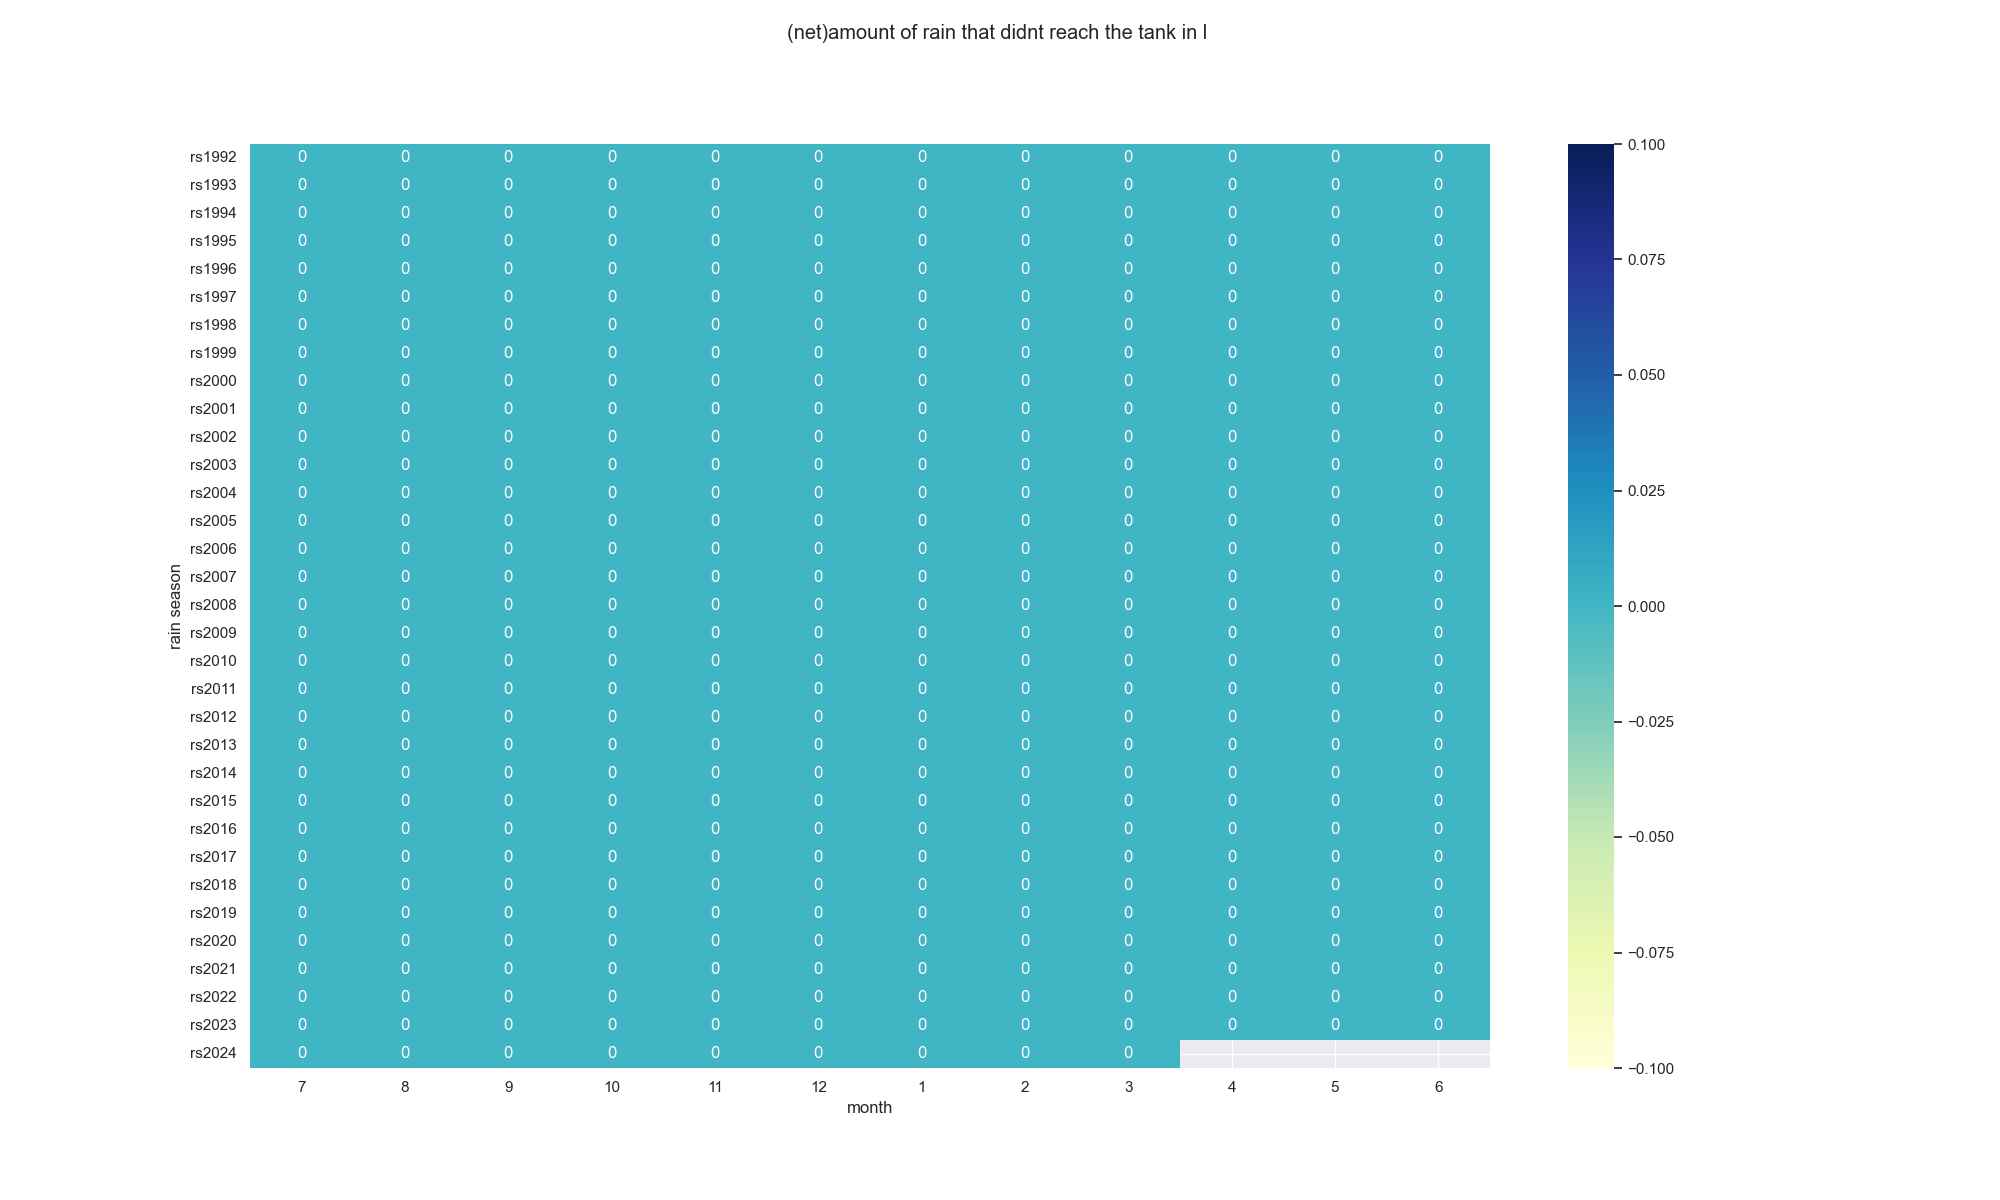 (net)amount of rain that didnt reach the tank in l
rs1992 0 0 0 0 0 0 0 0 0 0 0 0
rs1993 0 0 0 0 0 0 0 0 0 0 0 0
rs1994 0 0 0 0 0 0 0 0 0 0 0 0
rs1995 0 0 0 0 0 0 0 0 0 0 0 0
rs1996 0 0 0 0 0 0 0 0 0 0 0 0
rs1997 0 0 0 0 0 0 0 0 0 0 0 0
rs1998 0 0 0 0 0 0 0 0 0 0 0 0
rs1999 0 0 0 0 0 0 0 0 0 0 0 0
rs2000 0 0 0 0 0 0 0 0 0 0 0 0
rs2001 0 0 0 0 0 0 0 0 0 0 0 0
rs2002 0 0 0 0 0 0 0 0 0 0 0 0
rs2003 0 0 0 0 0 0 0 0 0 0 0 0
rs2004 0 0 0 0 0 0 0 0 0 0 0 0
rs2005 0 0 0 0 0 0 0 0 0 0 0 0
rs2006 0 0 0 0 0 0 0 0 0 0 0 0
rs2007 0 0 0 0 0 0 0 0 0 0 0 0
rs2008 0 0 0 0 0 0 0 0 0 0 0 0
rs2009 0 0 0 0 0 0 0 0 0 0 0 0
rs2010 0 0 0 0 0 0 0 0 0 0 0 0
rs2011 0 0 0 0 0 0 0 0 0 0 0 0
rs2012 0 0 0 0 0 0 0 0 0 0 0 0
rs2013 0 0 0 0 0 0 0 0 0 0 0 0
rs2014 0 0 0 0 0 0 0 0 0 0 0 0
rs2015 0 0 0 0 0 0 0 0 0 0 0 0
rs2016 0 0 0 0 0 0 0 0 0 0 0 0
rs2017 0 0 0 0 0 0 0 0 0 0 0 0
rs2018 0 0 0 0 0 0 0 0 0 0 0 0
rs2019 0 0 0 0 0 0 0 0 0 0 0 0
rs2020 0 0 0 0 0 0 0 0 0 0 0 0
rs2021 0 0 0 0 0 0 0 0 0 0 0 0
rs2022 0 0 0 0 0 0 0 0 0 0 0 0
rs2023 0 0 0 0 0 0 0 0 0 0 0 0
rs2024 0 0 0 0 0 0 0 0 0
7 8 9 10 11 12 1 2 3 4 5 6
month
rain season
0.100
0.075
0.050
0.025
0.000
−0.025
−0.050
−0.075
−0.100